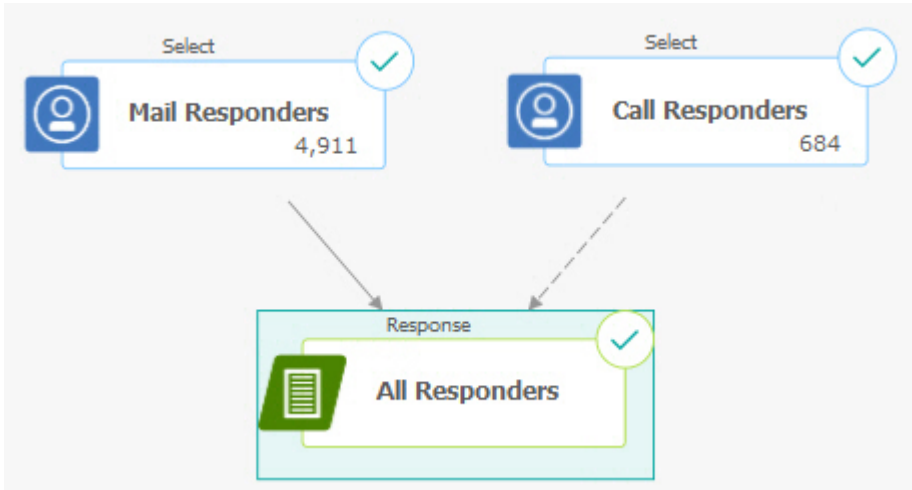 Select
Mail Responders
4,911
Select
Call Responders
684
Response
All Responders